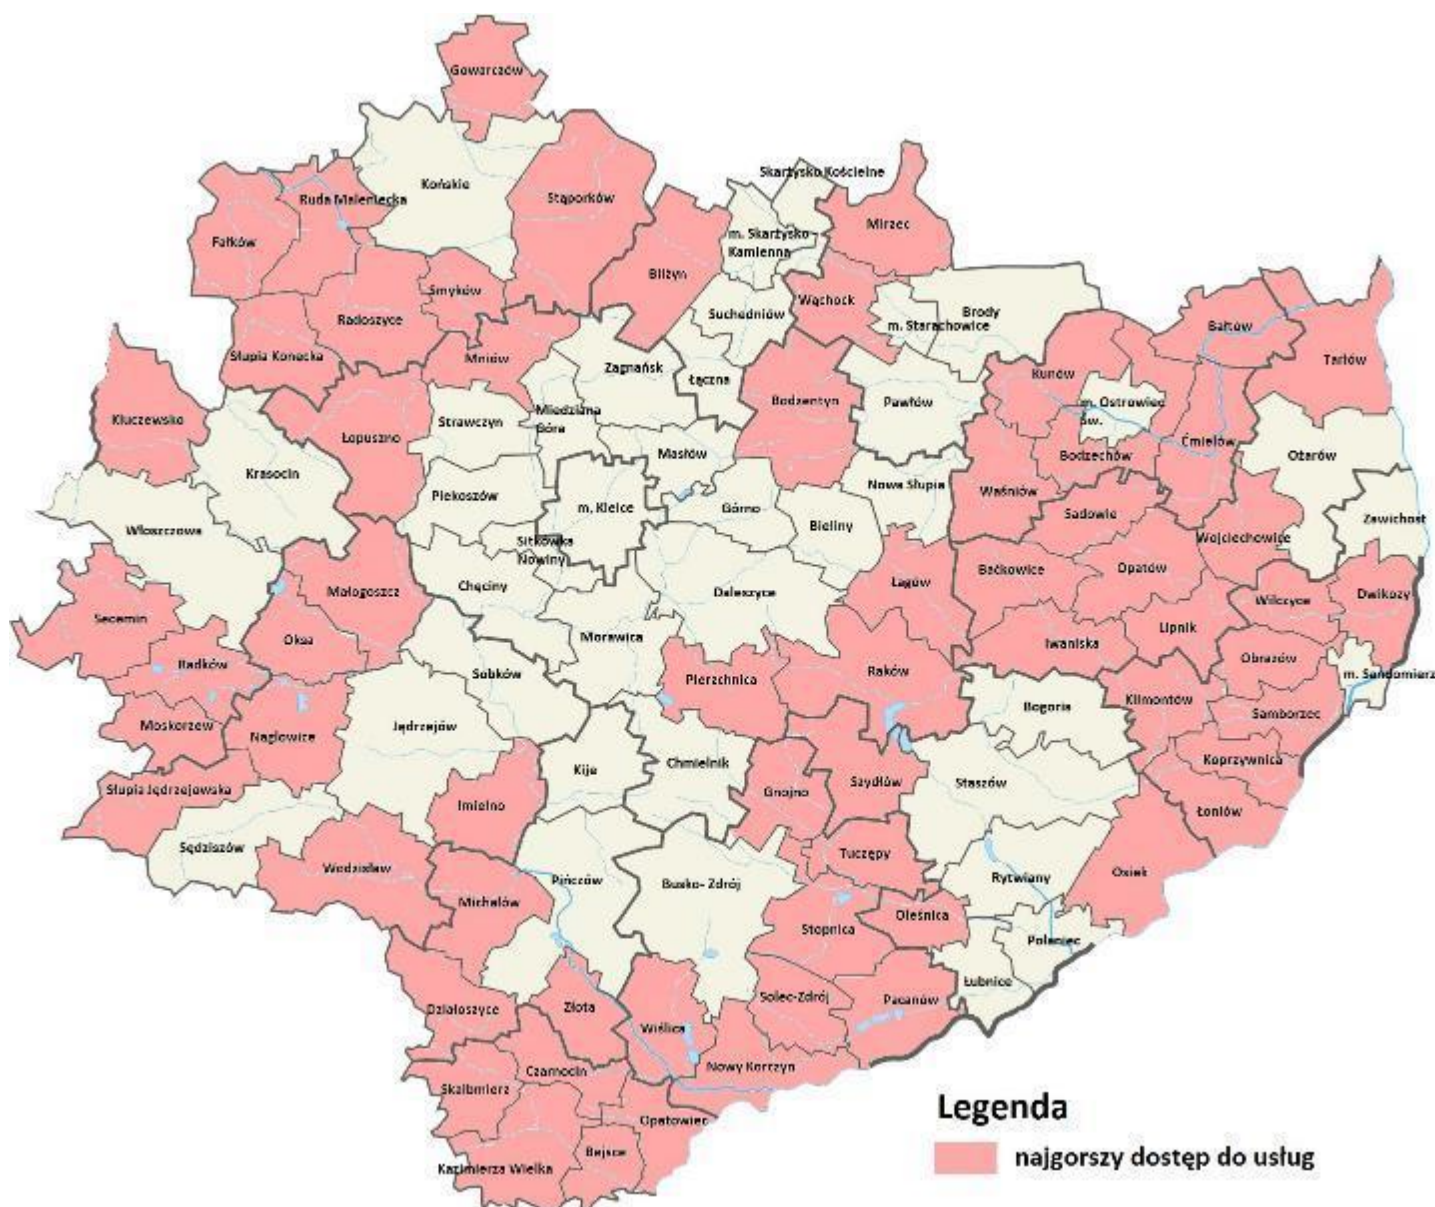 Gowarczów
Końskie
Skarżysko Kościelne
Ruda Maleniecka
Stąporków
Mirzec
m. Skarżysko -
Kamienna
Fałków
Bliżyn
Smyków
Wąchock
Suchedniów
Brody
Radoszyce
m. Starachowice
Bałtów
Słupia Konecka
Mniów
Zagnańsk
Łączna
Tarłów
Kunów
Bodzentyn
Pawłów
m. Ostrowiec
Św.
Kluczewsko
Strawczyn
Miedziana
Góra
Łopuszno
Ćmielów
Masłów
Bodzechów
Ożarów
Krasocin
Nowa Słupia
Piekoszów
Waśniów
m. Kielce
Górno
Sadowie
Zawichost
Bieliny
Włoszczowa
Wojciechowice
Sitkówka
Nowiny
Baćkowice
Opatów
Łagów
Chęciny
Małogoszcz
Daleszyce
Dwikozy
Wilczyce
Secemin
Lipnik
Morawica
Oksa
Iwaniska
Obrazów
Radków
Sobków
Pierzchnica
Raków
m. Sandomierz
Klimontów
Bogoria
Samborzec
Moskorzew
Jędrzejów
Nagłowice
Koprzywnica
Chmielnik
Kije
Staszów
Szydłów
Słupia Jędrzejowska
Gnojno
Imielno
Łoniów
Sędziszów
Tuczępy
Wodzisław
Osiek
Pińczów
Busko- Zdrój
Rytwiany
Michałów
Oleśnica
Stopnica
Połaniec
Łubnice
Solec-Zdrój
Pacanów
Działoszyce
Złota
Wiślica
Nowy Korczyn
Czarnocin
Skalbmierz
Opatowiec
Bejsce
Kazimierza Wielka
Legenda
najgorszy dostęp do usług